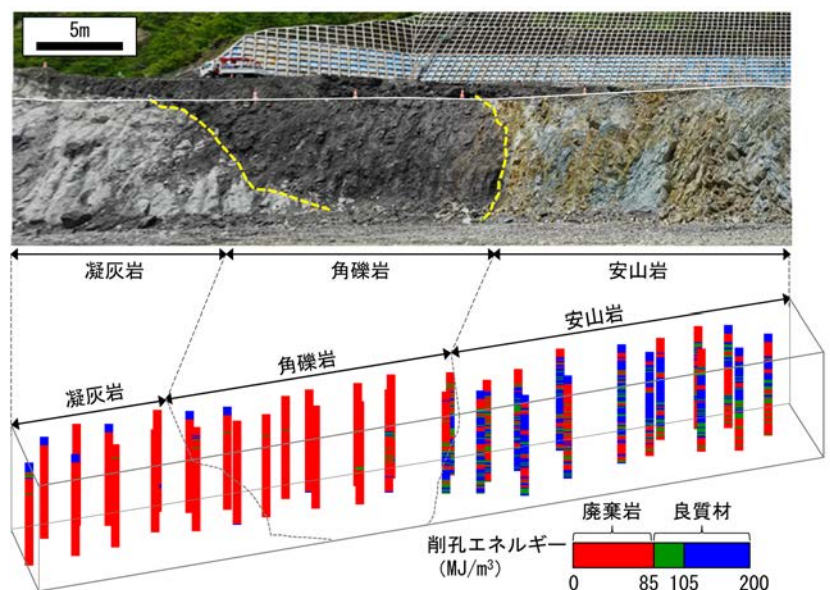 5m
凝灰岩
角礫岩
安山岩
安山岩
角礫岩
凝灰岩
廃棄岩
良質材
削孔エネルギー
(MJ/m³)
0
85
105
200